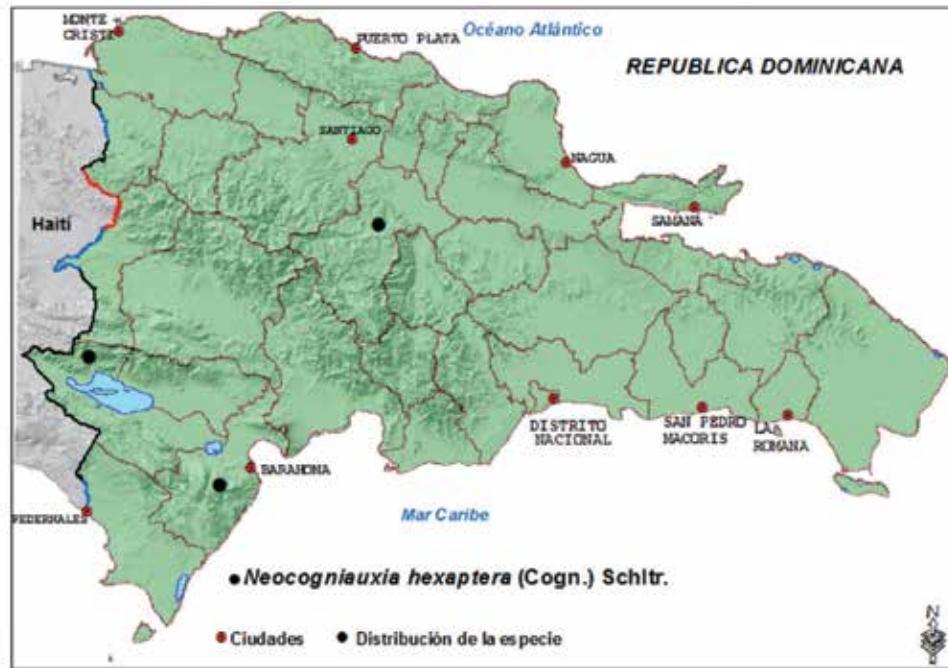 MONTE
CRISTI
PUERTO PLATA
Océano Atlántico
REPUBLICA DOMINICANA
SANTIAGO
NAGUA
SAMANA
Haití
DISTRITO
NACIONAL
SAN PEDRO
MACORIS
LA
ROMANA
BARAHONA
PEDERNALES
Mar Caribe
Neocogniauxia hexaptera (Cogn.) Schltr.
Ciudades
Distribución de la especie
N